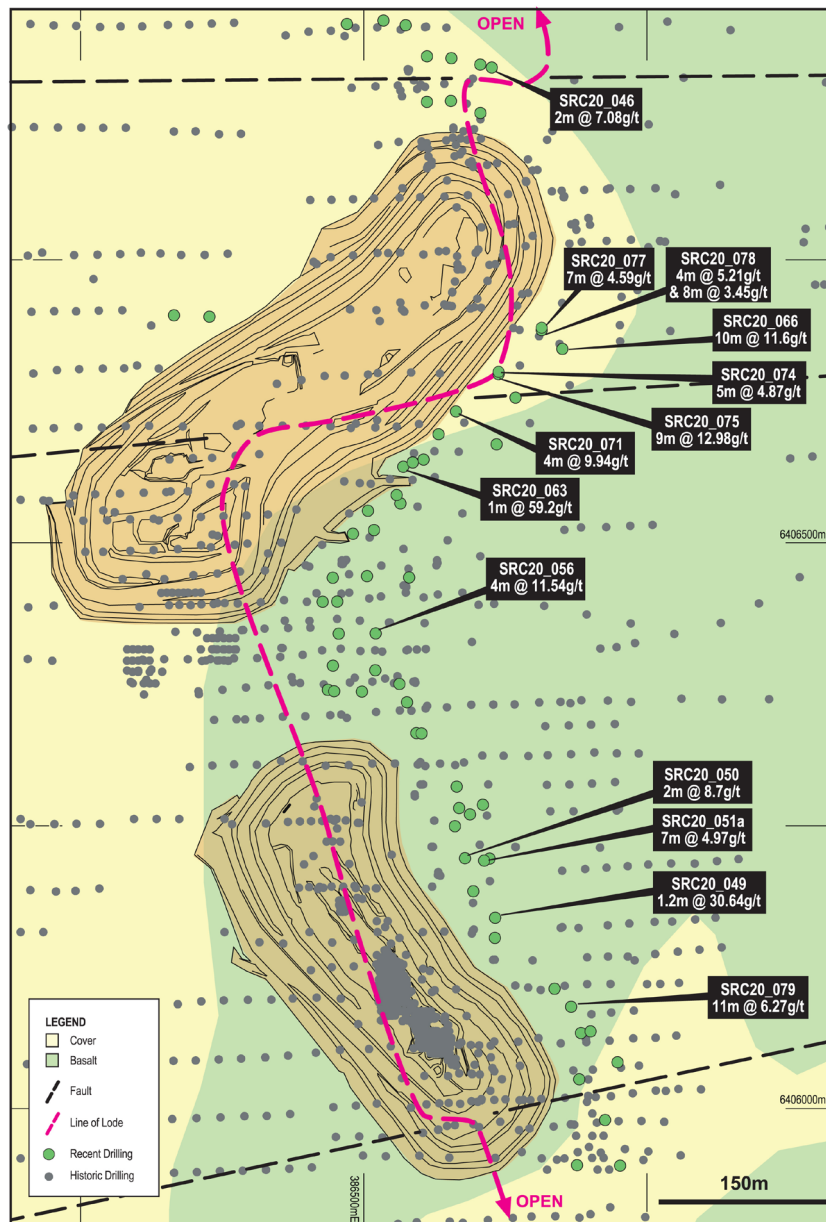 OPEN
SRC20_046
2m @ 7.08g/t
SRC20_077
7m @ 4.59g/t
SRC20_078
4m @ 5.21g/t
& 8m @ 3.45g/t
SRC20_066
10m @ 11.6g/t
SRC20_074
5m @ 4.87g/t
SRC20_075
9m @ 12.98g/t
SRC20_071
4m @ 9.94g/t
SRC20_063
1m @ 59.2g/t
6406500m
SRC20_056
4m @ 11.54g/t
SRC20_050
2m @ 8.7g/t
SRC20_051a
7m @ 4.97g/t
SRC20_049
1.2m @ 30.64g/t
SRC20_079
11m @ 6.27g/t
LEGEND
Cover
Basalt
Fault
Line of Lode
Recent Drilling
Historic Drilling
6406000m
386500mE
150m
OPEN